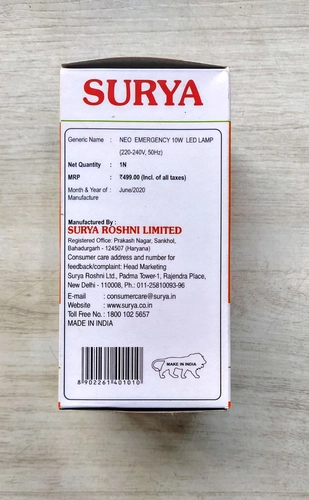 SURYA
Generic Name : NEO EMERGENCY 10W LED LAMP
(220-240V, 50Hz)
Net Quantity : 1N
MRP : ₹499.00 (Incl. of all taxes)
Month & Year of : June/2020
Manufacture
Manufactured By :
SURYA ROSHNI LIMITED
Registered Office: Prakash Nagar, Sankhol,
Bahadurgarh - 124507 (Haryana)
Consumer care address and number for
feedback/complaint: Head Marketing
Surya Roshni Ltd., Padma Tower-1, Rajendra Place,
New Delhi - 110008, Ph.: 011-25810093-96
E-mail : consumercare@surya.in
Website : www.surya.co.in
Toll Free No. : 1800 102 5657
MADE IN INDIA
MAKE IN INDIA
8 902261 401010